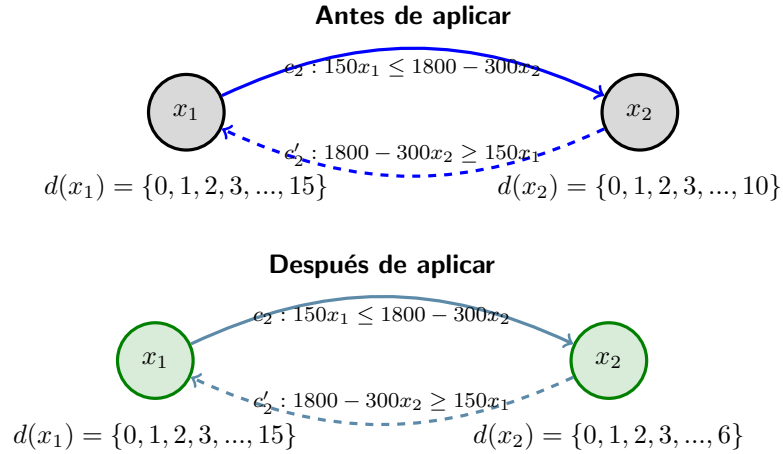 Antes de aplicar
c₂ : 150x₁ ≤ 1800 − 300x₂
x₁
x₂
c′₂ : 1800 − 300x₂ ≥ 150x₁
d(x₁) = {0, 1, 2, 3, ..., 15}
d(x₂) = {0, 1, 2, 3, ..., 10}
Después de aplicar
c₂ : 150x₁ ≤ 1800 − 300x₂
x₁
x₂
c′₂ : 1800 − 300x₂ ≥ 150x₁
d(x₁) = {0, 1, 2, 3, ..., 15}
d(x₂) = {0, 1, 2, 3, ..., 6}